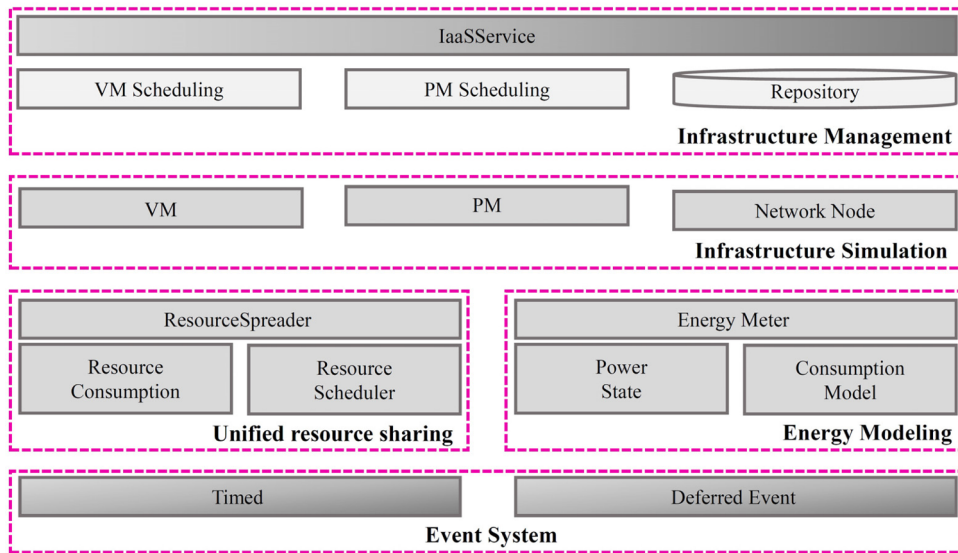 IaaSService
VM Scheduling
PM Scheduling
Repository
Infrastructure Management
VM
PM
Network Node
Infrastructure Simulation
ResourceSpreader
Resource
Consumption
Resource
Scheduler
Unified resource sharing
Energy Meter
Power
State
Consumption
Model
Energy Modeling
Timed
Deferred Event
Event System